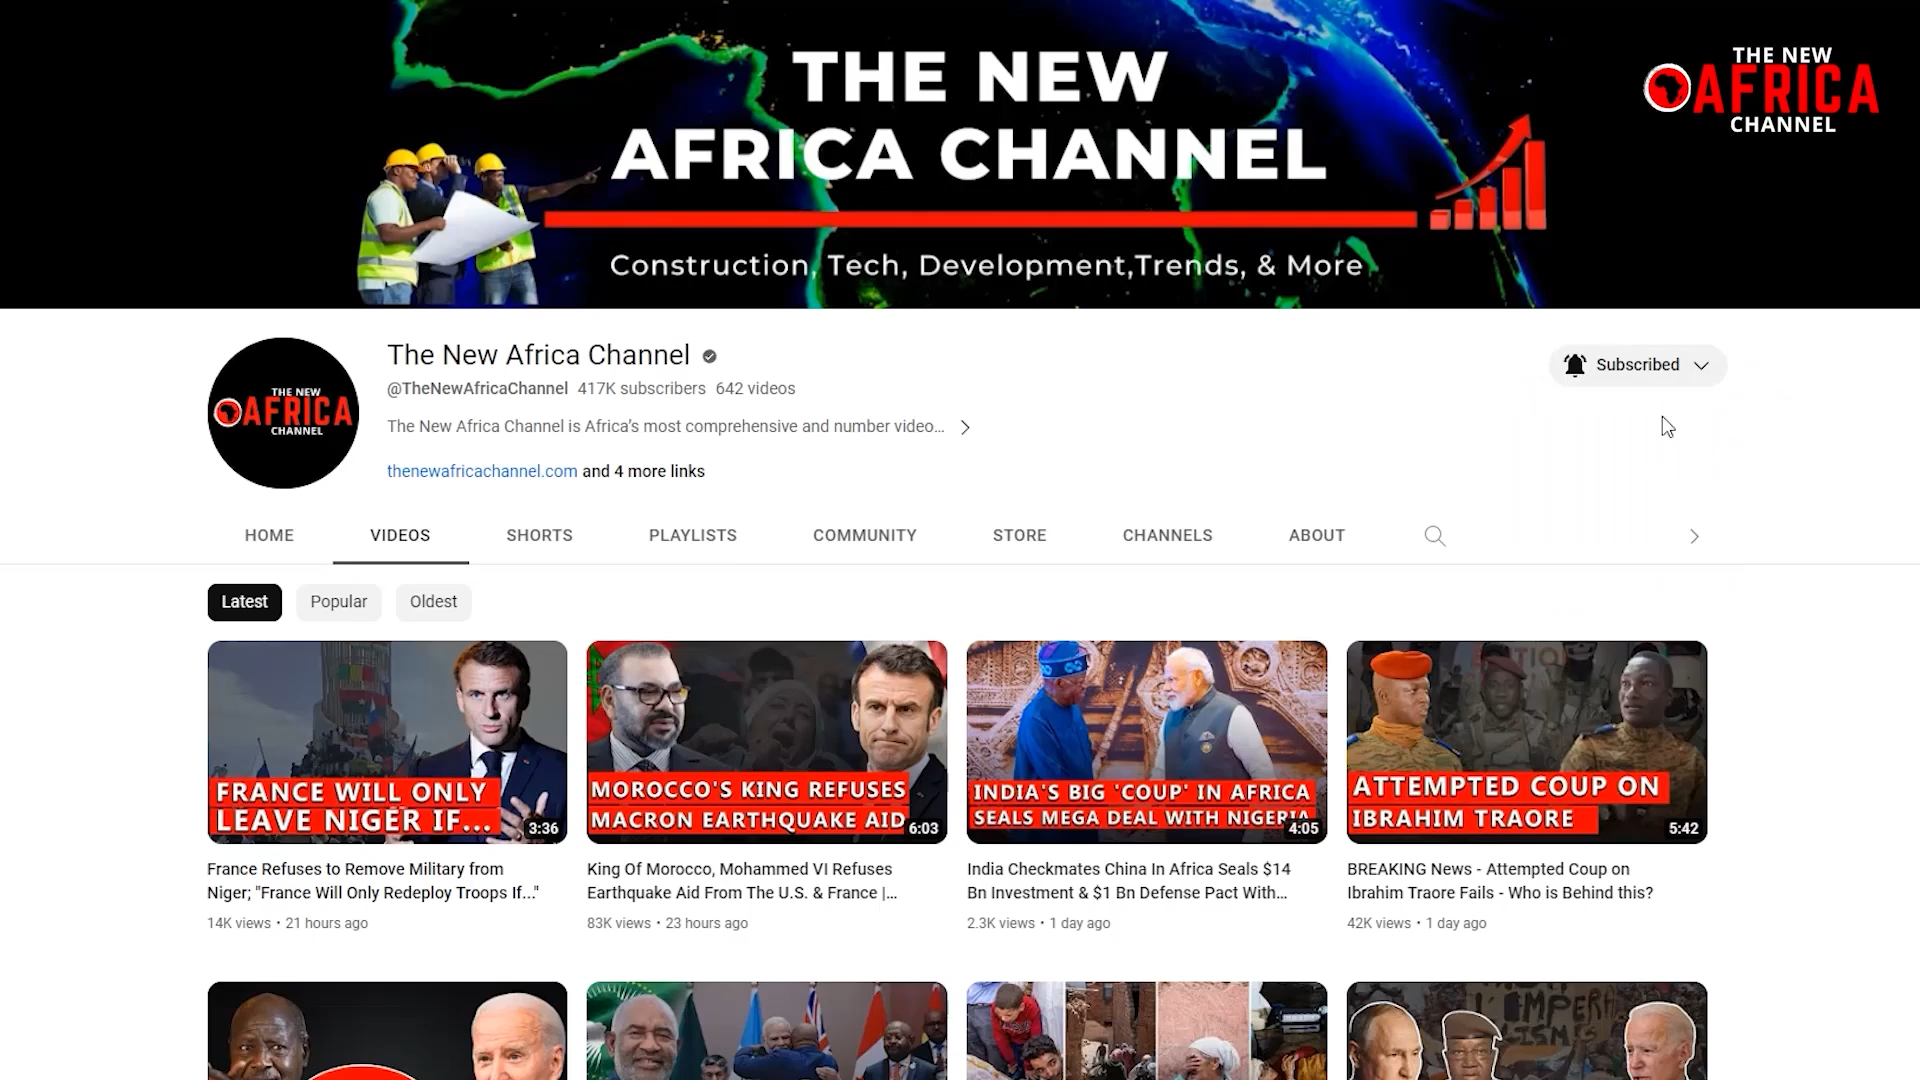 THE NEW
AFRICA CHANNEL
Construction, Tech, Development,Trends, & More
THE NEW
AFRICA
CHANNEL
THE NEW
AFRICA
CHANNEL
The New Africa Channel
@TheNewAfricaChannel 417K subscribers 642 videos
The New Africa Channel is Africa's most comprehensive and number video...
thenewafricachannel.com and 4 more links
Subscribed
HOME VIDEOS SHORTS PLAYLISTS COMMUNITY STORE CHANNELS ABOUT
Latest Popular Oldest
FRANCE WILL ONLY
LEAVE NIGER IF...
3:36
France Refuses to Remove Military from
Niger; "France Will Only Redeploy Troops If..."
14K views • 21 hours ago
MOROCCO'S KING REFUSES
MACRON EARTHQUAKE AID
6:03
King Of Morocco, Mohammed VI Refuses
Earthquake Aid From The U.S. & France |...
83K views • 23 hours ago
INDIA'S BIG 'COUP' IN AFRICA
SEALS MEGA DEAL WITH NIGERIA
4:05
India Checkmates China In Africa Seals $14
Bn Investment & $1 Bn Defense Pact With...
2.3K views • 1 day ago
ATTEMPTED COUP ON
IBRAHIM TRAORE
5:42
BREAKING News - Attempted Coup on
Ibrahim Traore Fails - Who is Behind this?
42K views • 1 day ago